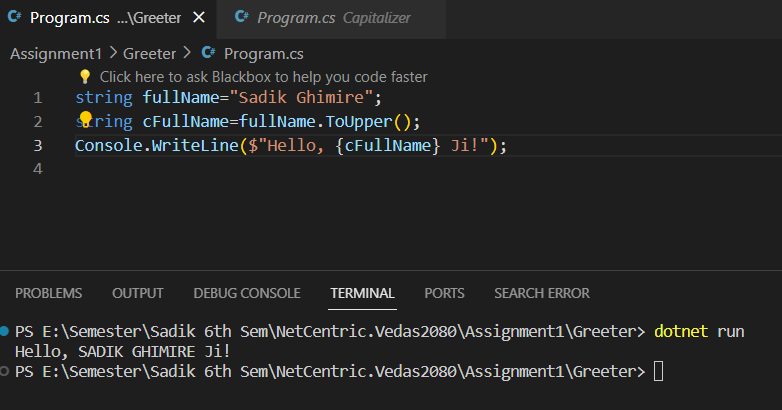 C# Program.cs ...\Greeter × C# Program.cs Capitalizer
Assignment1 > Greeter > C# Program.cs
Click here to ask Blackbox to help you code faster
1 string fullName="Sadik Ghimire";
2 string cFullName=fullName.ToUpper();
3 Console.WriteLine($"Hello, {cFullName} Ji!");
4
PROBLEMS OUTPUT DEBUG CONSOLE TERMINAL PORTS SEARCH ERROR
PS E:\Semester\Sadik 6th Sem\NetCentric.Vedas2080\Assignment1\Greeter> dotnet run
Hello, SADIK GHIMIRE Ji!
PS E:\Semester\Sadik 6th Sem\NetCentric.Vedas2080\Assignment1\Greeter>